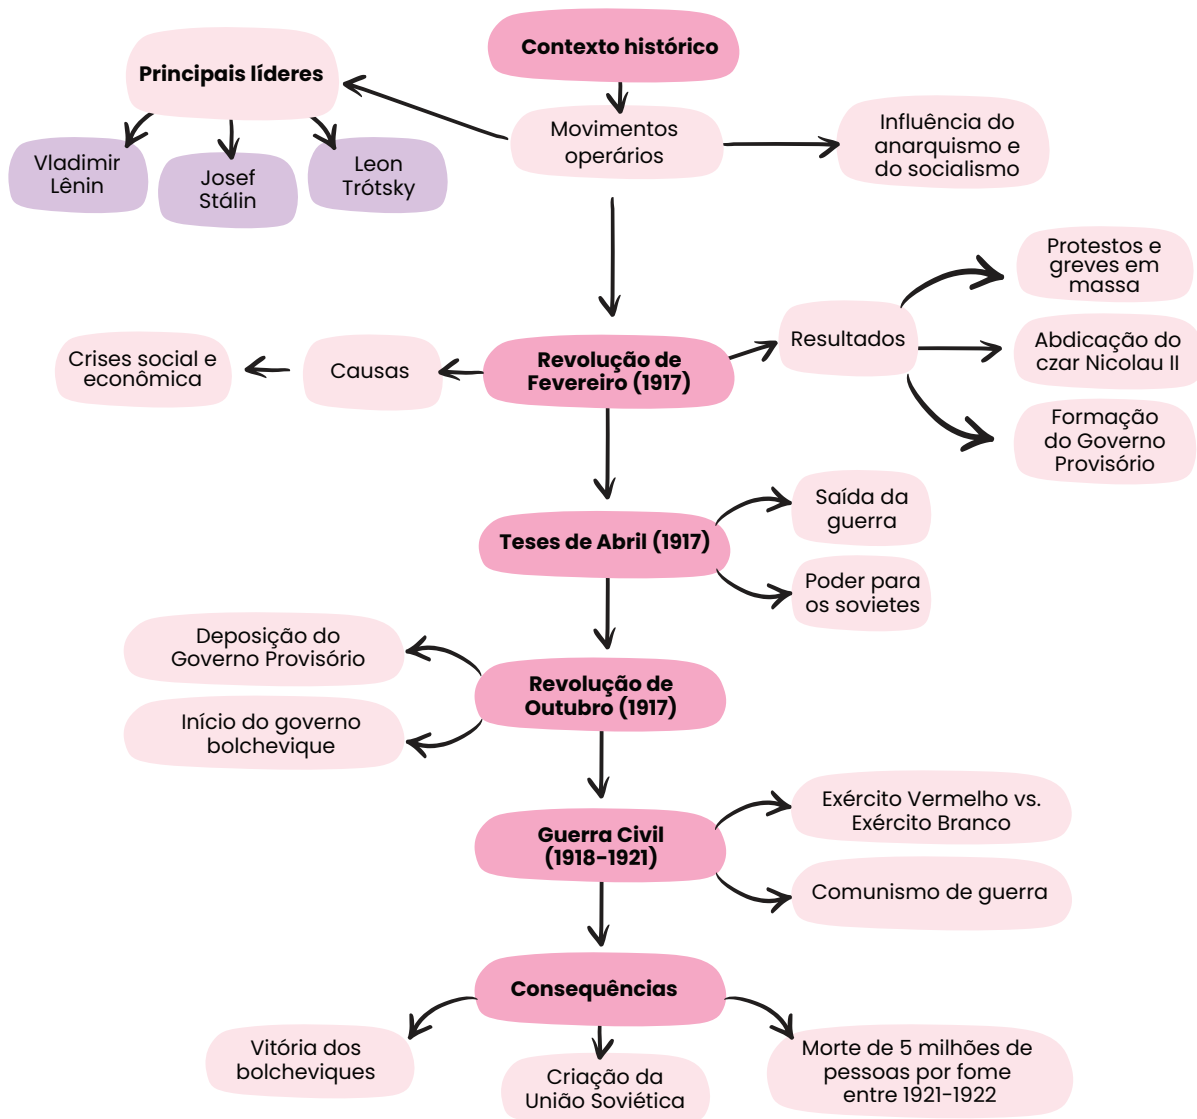 Contexto histórico
Principais líderes
Movimentos
operários
Influência do
anarquismo e
do socialismo
Vladimir
Lênin
Josef
Stálin
Leon
Trótsky
Protestos e
greves em
massa
Resultados
Abdicação do
czar Nicolau II
Formação
do Governo
Provisório
Revolução de
Fevereiro (1917)
Causas
Crises social e
econômica
Teses de Abril (1917)
Saída da
guerra
Poder para
os sovietes
Deposição do
Governo Provisório
Revolução de
Outubro (1917)
Início do governo
bolchevique
Guerra Civil
(1918-1921)
Exército Vermelho vs.
Exército Branco
Comunismo de guerra
Consequências
Vitória dos
bolcheviques
Criação da
União Soviética
Morte de 5 milhões de
pessoas por fome
entre 1921-1922